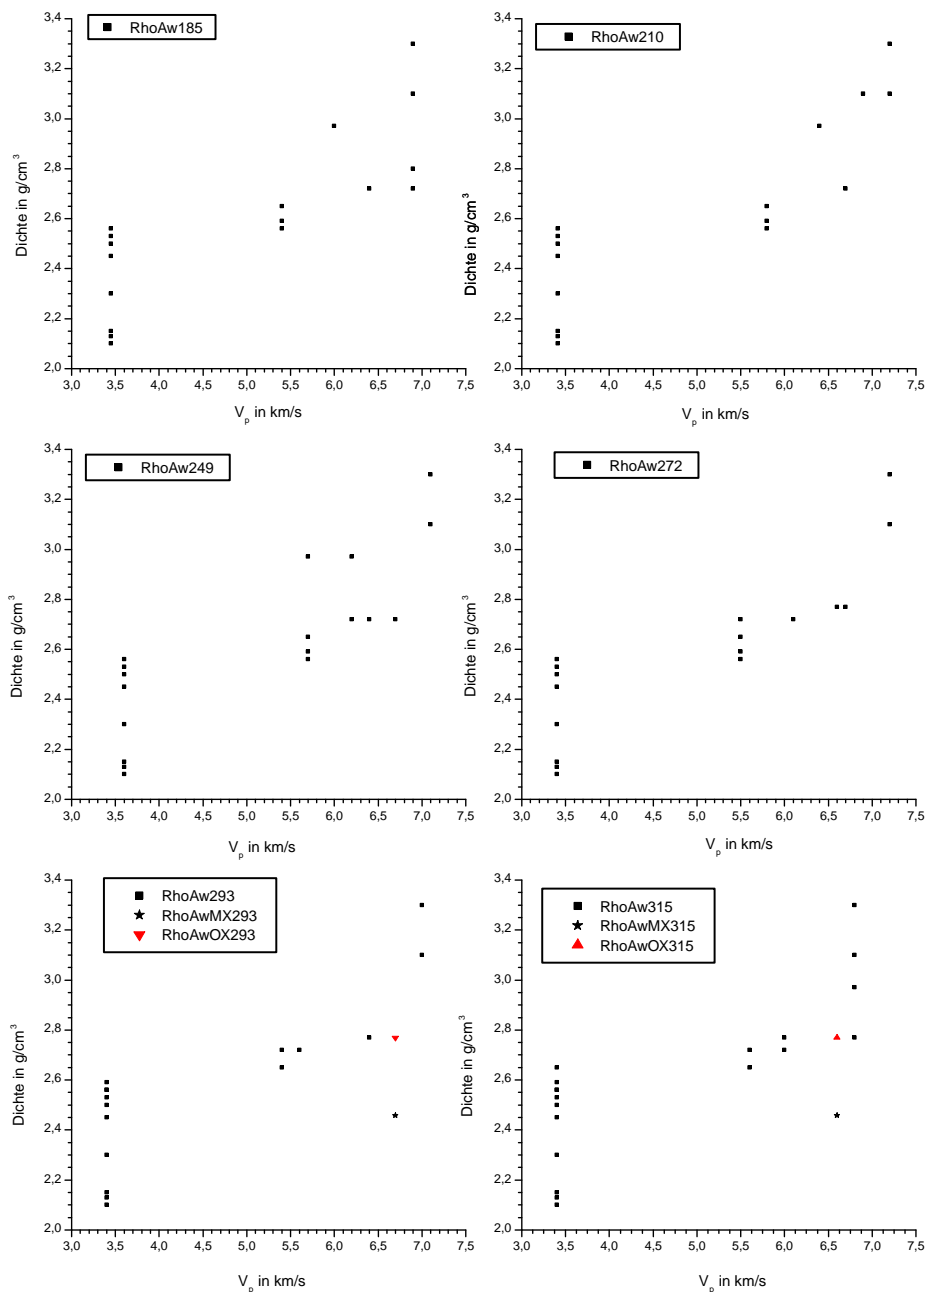 RhoAw185
3,4
3,2
3,0
2,8
2,6
2,4
2,2
2,0
Dichte in g/cm³
3,0 3,5 4,0 4,5 5,0 5,5 6,0 6,5 7,0 7,5
Vₚ in km/s
RhoAw210
3,4
3,2
3,0
2,8
2,6
2,4
2,2
2,0
Dichte in g/cm³
3,0 3,5 4,0 4,5 5,0 5,5 6,0 6,5 7,0 7,5
Vₚ in km/s
RhoAw249
3,4
3,2
3,0
2,8
2,6
2,4
2,2
2,0
Dichte in g/cm³
3,0 3,5 4,0 4,5 5,0 5,5 6,0 6,5 7,0 7,5
Vₚ in km/s
RhoAw272
3,4
3,2
3,0
2,8
2,6
2,4
2,2
2,0
Dichte in g/cm³
3,0 3,5 4,0 4,5 5,0 5,5 6,0 6,5 7,0 7,5
Vₚ in km/s
RhoAw293
RhoAwMX293
RhoAwOX293
3,4
3,2
3,0
2,8
2,6
2,4
2,2
2,0
Dichte in g/cm³
3,0 3,5 4,0 4,5 5,0 5,5 6,0 6,5 7,0 7,5
Vₚ in km/s
RhoAw315
RhoAwMX315
RhoAwOX315
3,4
3,2
3,0
2,8
2,6
2,4
2,2
2,0
Dichte in g/cm³
3,0 3,5 4,0 4,5 5,0 5,5 6,0 6,5 7,0 7,5
Vₚ in km/s